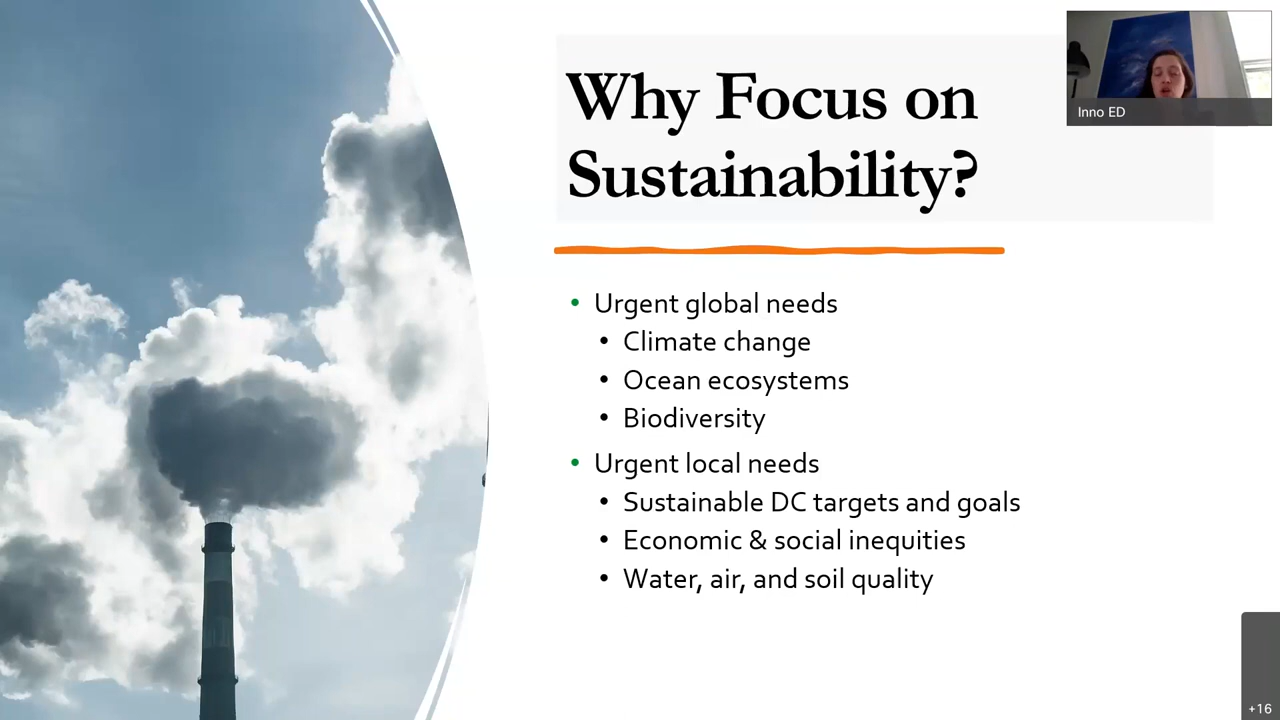 Why Focus on
Sustainability?
Inno ED
• Urgent global needs
• Climate change
• Ocean ecosystems
• Biodiversity
• Urgent local needs
• Sustainable DC targets and goals
• Economic & social inequities
• Water, air, and soil quality
+16